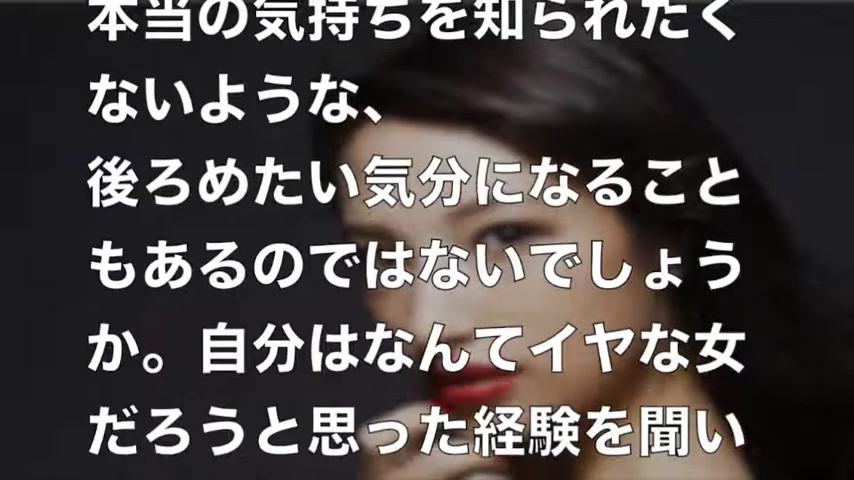 本当の気持ちを知られたく
ないような、
後ろめたい気分になること
もあるのではないでしょう
か。自分はなんてイヤな女
だろうと思った経験を聞い